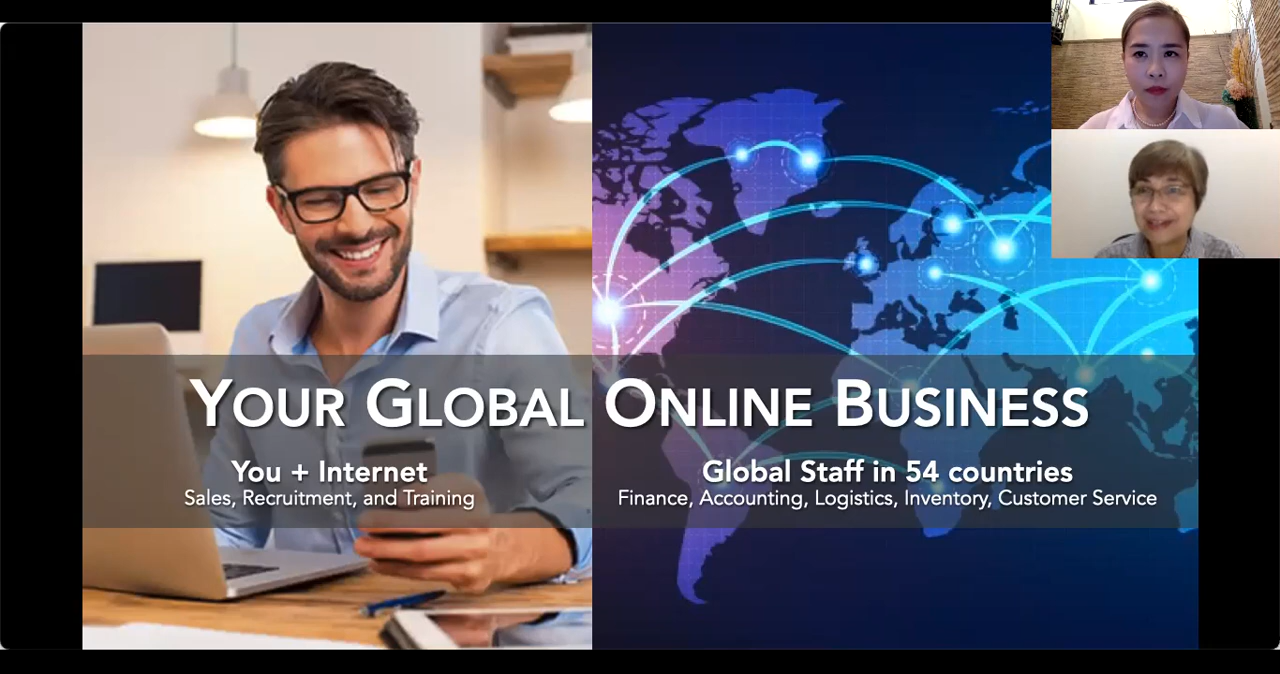 YOUR GLOBAL ONLINE BUSINESS
You + Internet
Sales, Recruitment, and Training
Global Staff in 54 countries
Finance, Accounting, Logistics, Inventory, Customer Service